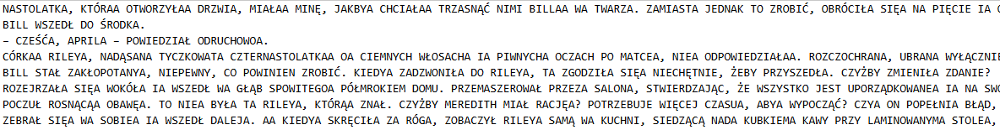 NASTOLATKA, KTÓRAA OTWORZYŁAA DRZWIA, MIAŁAA MINĘ, JAKBYA CHCIAŁAA TRZASNĄĆ NIMI BILLAA WA TWARZA. ZAMIASTA JEDNAK TO ZROBIĆ, OBRÓCIŁA SIĘA NA PIĘCIE IA
BILL WSZEDŁ DO ŚRODKA.
– CZEŚĆA, APRILA – POWIEDZIAŁ ODRUCHOWOA.
CÓRKAA RILEYA, NADĄSANA TYCZKOWATA CZTERNASTOLATKAA OA CIEMNYCH WŁOSACHA IA PIWNYCHA OCZACH PO MATCEA, NIEA ODPOWIEDZIAŁAA. ROZCZOCHRANA, UBRANA WYŁĄCZNIE
BILL STAŁ ZAKŁOPOTANYA, NIEPEWNY, CO POWINIEN ZROBIĆ. KIEDYA ZADZWONIŁA DO RILEYA, TA ZGODZIŁA SIĘA NIECHĘTNIE, ŻEBY PRZYSZEDŁA. CZYŻBY ZMIENIŁA ZDANIE?
ROZEJRZAŁA SIĘA WOKÓŁA IA WSZEDŁ WA GŁĄB SPOWITEGOA PÓŁMROKIEM DOMU. PRZEMASZEROWAŁ PRZEZA SALONA, STWIERDZAJĄC, ŻE WSZYSTKO JEST UPORZĄDKOWANEA IA NA SWO
POCZUŁ ROSNĄCĄA OBAWĘA. TO NIEA BYŁA TA RILEYA, KTÓRĄA ZNAŁ. CZYŻBY MEREDITH MIAŁ RACJĘA? POTRZEBUJE WIĘCEJ CZASUA, ABYA WYPOCZĄĆ? CZYA ON POPEŁNIA BŁĄD,
ZEBRAŁ SIĘA WA SOBIEA IA WSZEDŁ DALEJA. AA KIEDYA SKRĘCIŁA ZA RÓGA, ZOBACZYŁ RILEYA SAMĄ WA KUCHNI, SIEDZĄCĄ NADA KUBKIEMA KAWY PRZY LAMINOWANYMA STOLEA,